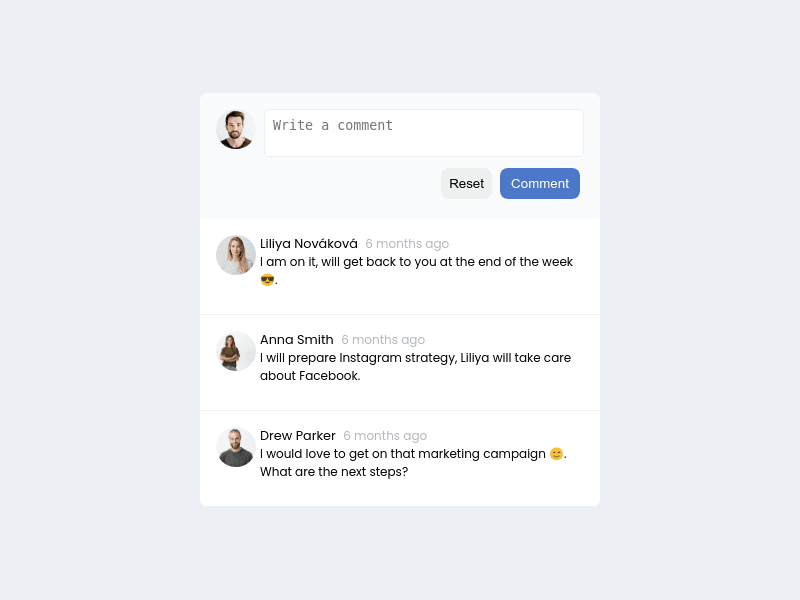 Write a comment
Reset
Comment
Liliya Nováková 6 months ago
I am on it, will get back to you at the end of the week
😎.
Anna Smith 6 months ago
I will prepare Instagram strategy, Liliya will take care
about Facebook.
Drew Parker 6 months ago
I would love to get on that marketing campaign 😊.
What are the next steps?